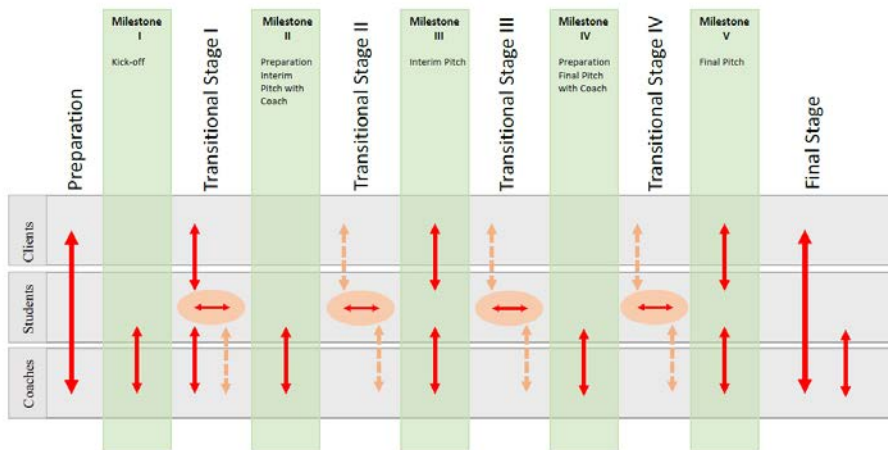 Preparation
Milestone
I
Kick-off
Transitional Stage I
Milestone
II
Preparation
Interim
Pitch with
Coach
Transitional Stage II
Milestone
III
Interim Pitch
Transitional Stage III
Milestone
IV
Preparation
Final Pitch
with Coach
Transitional Stage IV
Milestone
V
Final Pitch
Final Stage
Clients
Students
Coaches